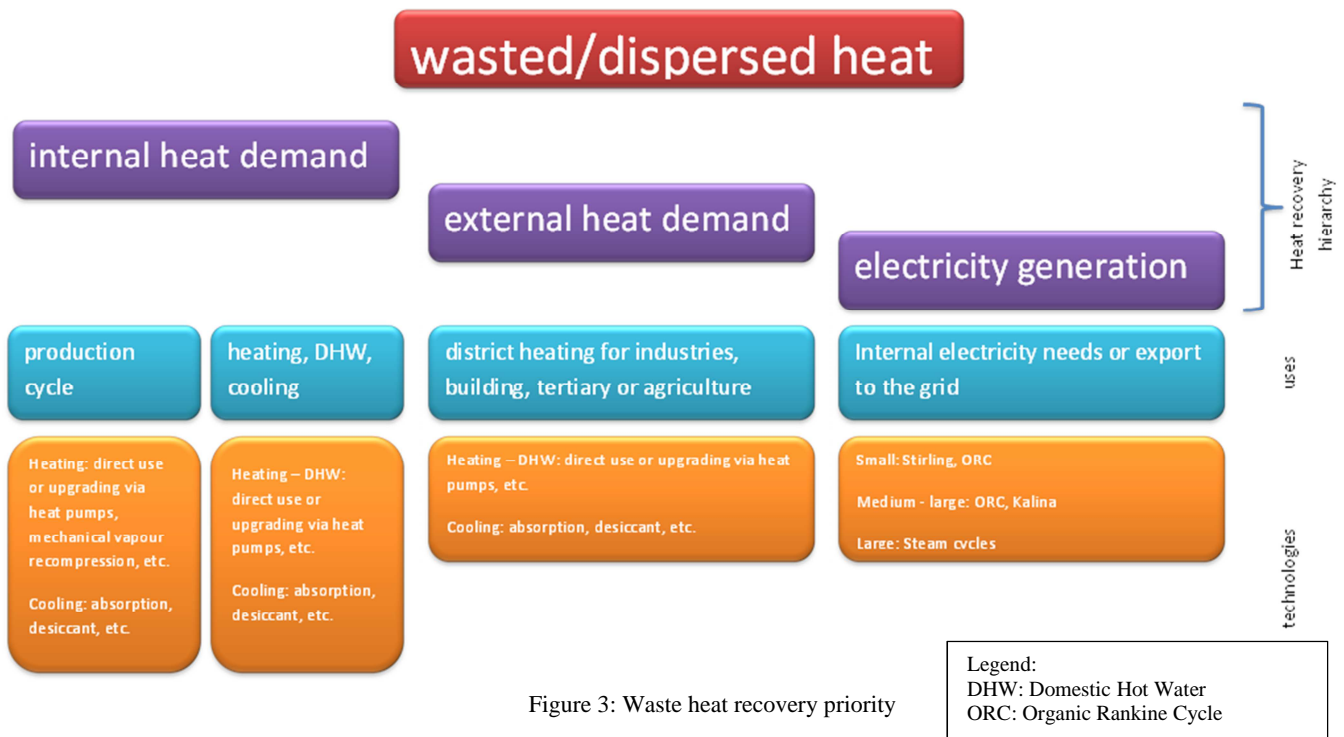 wasted/dispersed heat
internal heat demand
external heat demand
electricity generation
Heat recovery
hierarchy
production
cycle
heating, DHW,
cooling
district heating for industries,
building, tertiary or agriculture
Internal electricity needs or export
to the grid
uses
Heating: direct use
or upgrading via
heat pumps,
mechanical vapour
recompression, etc.
Cooling: absorption,
desiccant, etc.
Heating – DHW:
direct use or
upgrading via heat
pumps, etc.
Cooling: absorption,
desiccant, etc.
Heating – DHW: direct use or upgrading via heat
pumps, etc.
Cooling: absorption, desiccant, etc.
Small: Stirling, ORC
Medium - large: ORC, Kalina
Large: Steam cycles
technologies
Figure 3: Waste heat recovery priority
Legend:
DHW: Domestic Hot Water
ORC: Organic Rankine Cycle